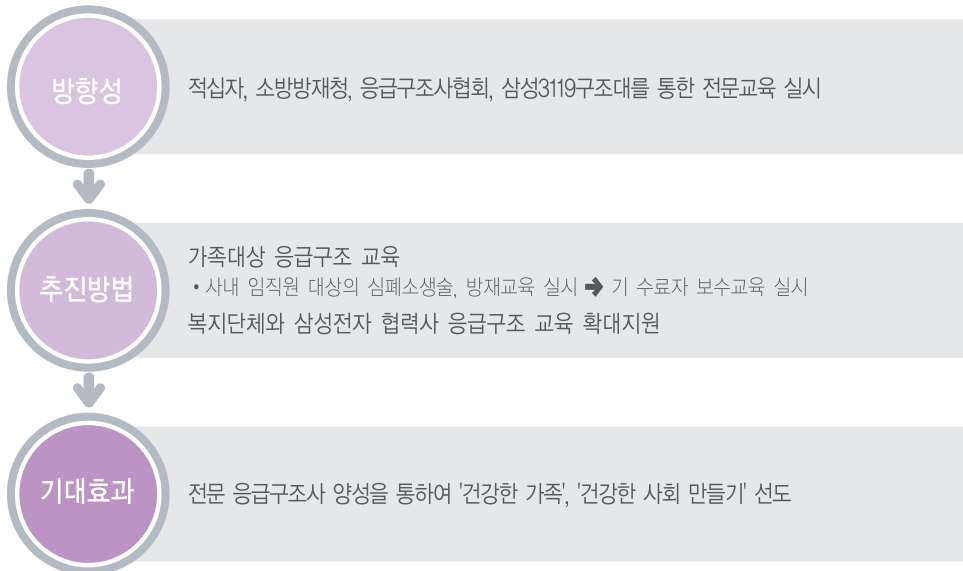 방향성
적십자, 소방방재청, 응급구조사협회, 삼성3119구조대를 통한 전문교육 실시
추진방법
가족대상 응급구조 교육
• 사내 임직원 대상의 심폐소생술, 방재교육 실시 ➔ 기 수료자 보수교육 실시
복지단체와 삼성전자 협력사 응급구조 교육 확대지원
기대효과
전문 응급구조사 양성을 통하여 '건강한 가족', '건강한 사회 만들기' 선도